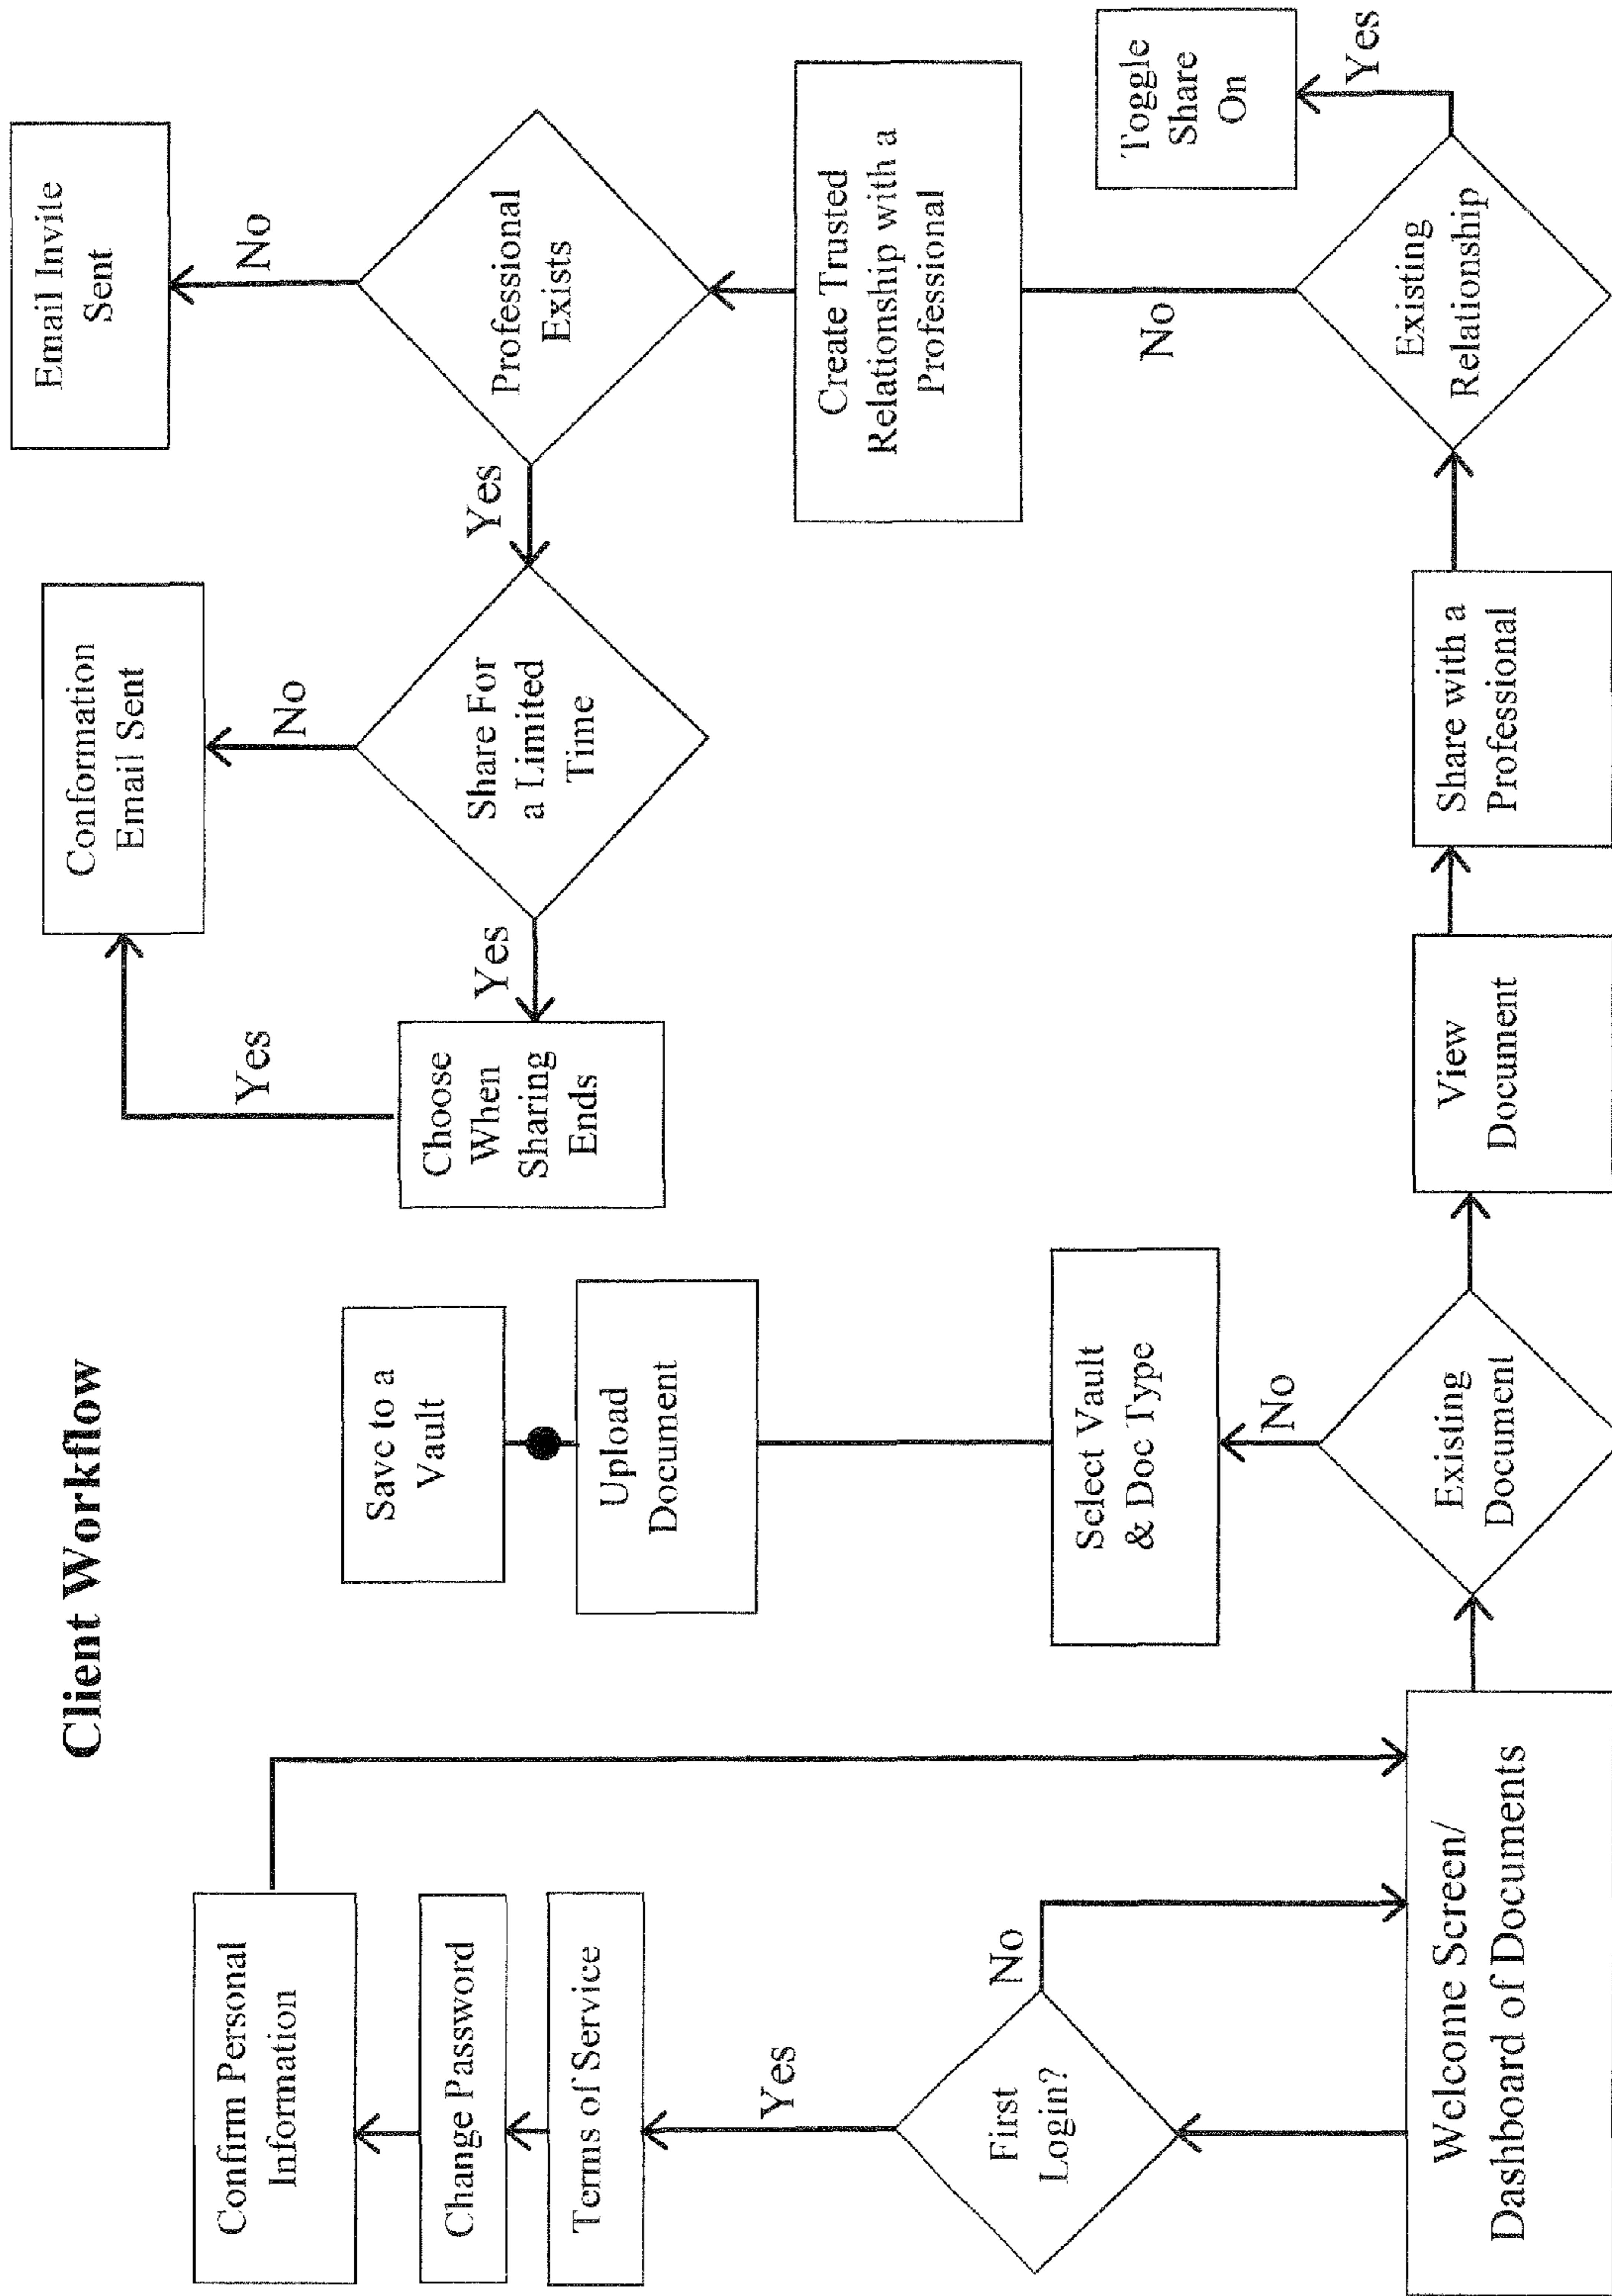 Client Workflow
Confirm Personal
Information
Change Password
Terms of Service
Yes
First
Login?
No
Welcome Screen/
Dashboard of Documents
Save to a
Vault
Upload
Document
Select Vault
& Doc Type
No
Existing
Document
View
Document
Share with a
Professional
Existing
Relationship
Yes
Toggle
Share
On
No
Create Trusted
Relationship with a
Professional
Professional
Exists
No
Email Invite
Sent
Yes
Share For
a Limited
Time
No
Conformation
Email Sent
Yes
Choose
When
Sharing
Ends
Yes